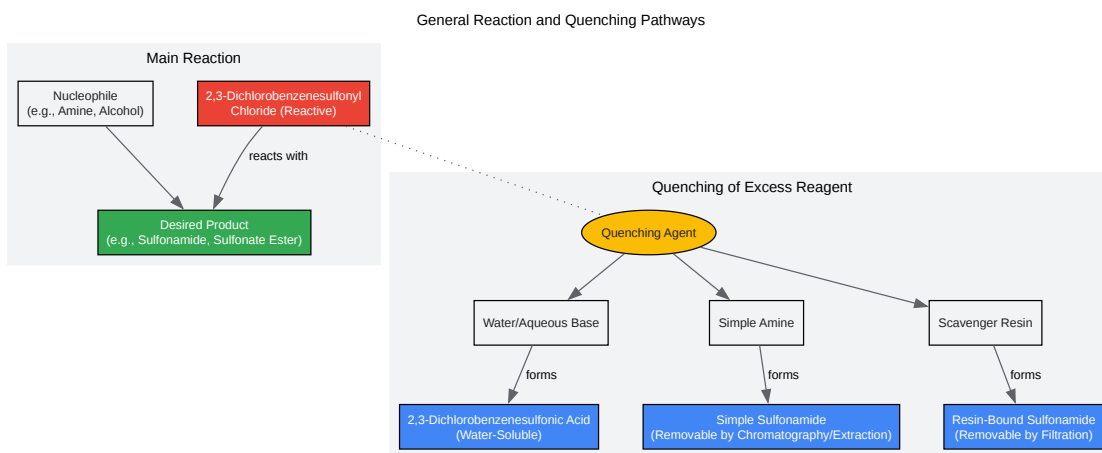 General Reaction and Quenching Pathways
Main Reaction
Nucleophile
(e.g., Amine, Alcohol)
2,3-Dichlorobenzenesulfonyl
Chloride (Reactive)
reacts with
Desired Product
(e.g., Sulfonamide, Sulfonate Ester)
Quenching of Excess Reagent
Quenching Agent
Water/Aqueous Base
Simple Amine
Scavenger Resin
forms
forms
forms
2,3-Dichlorobenzenesulfonic Acid
(Water-Soluble)
Simple Sulfonamide
(Removable by Chromatography/Extraction)
Resin-Bound Sulfonamide
(Removable by Filtration)